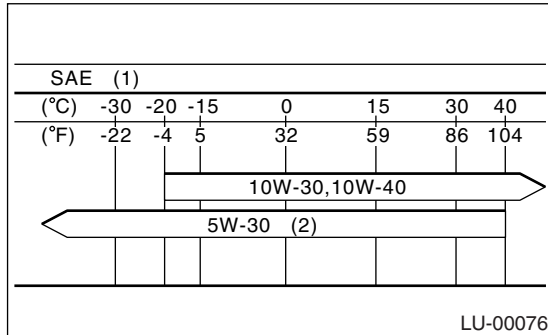 SAE (1)
(°C) -30 -20 -15 0 15 30 40
(°F) -22 -4 5 32 59 86 104
10W-30,10W-40
5W-30 (2)
LU-00076